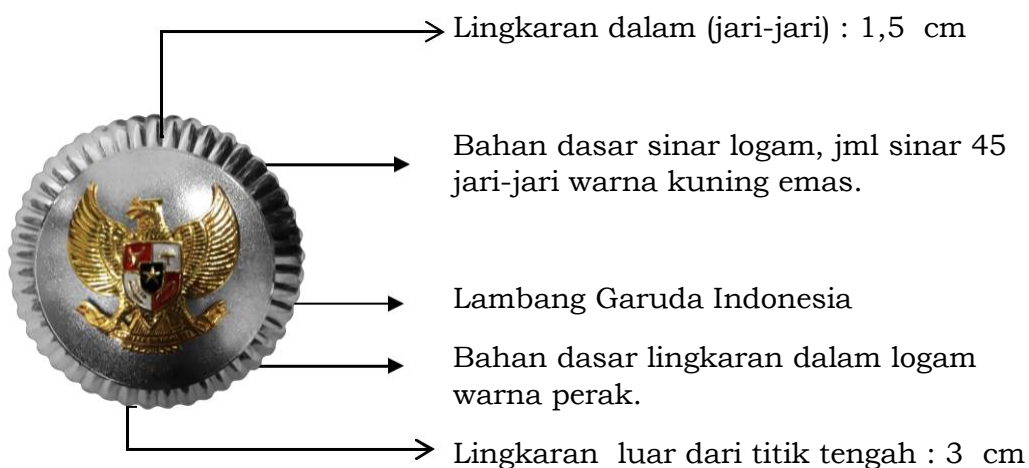 Lingkaran dalam (jari-jari) : 1,5 cm
Bahan dasar sinar logam, jml sinar 45
jari-jari warna kuning emas.
Lambang Garuda Indonesia
Bahan dasar lingkaran dalam logam
warna perak.
Lingkaran luar dari titik tengah : 3 cm